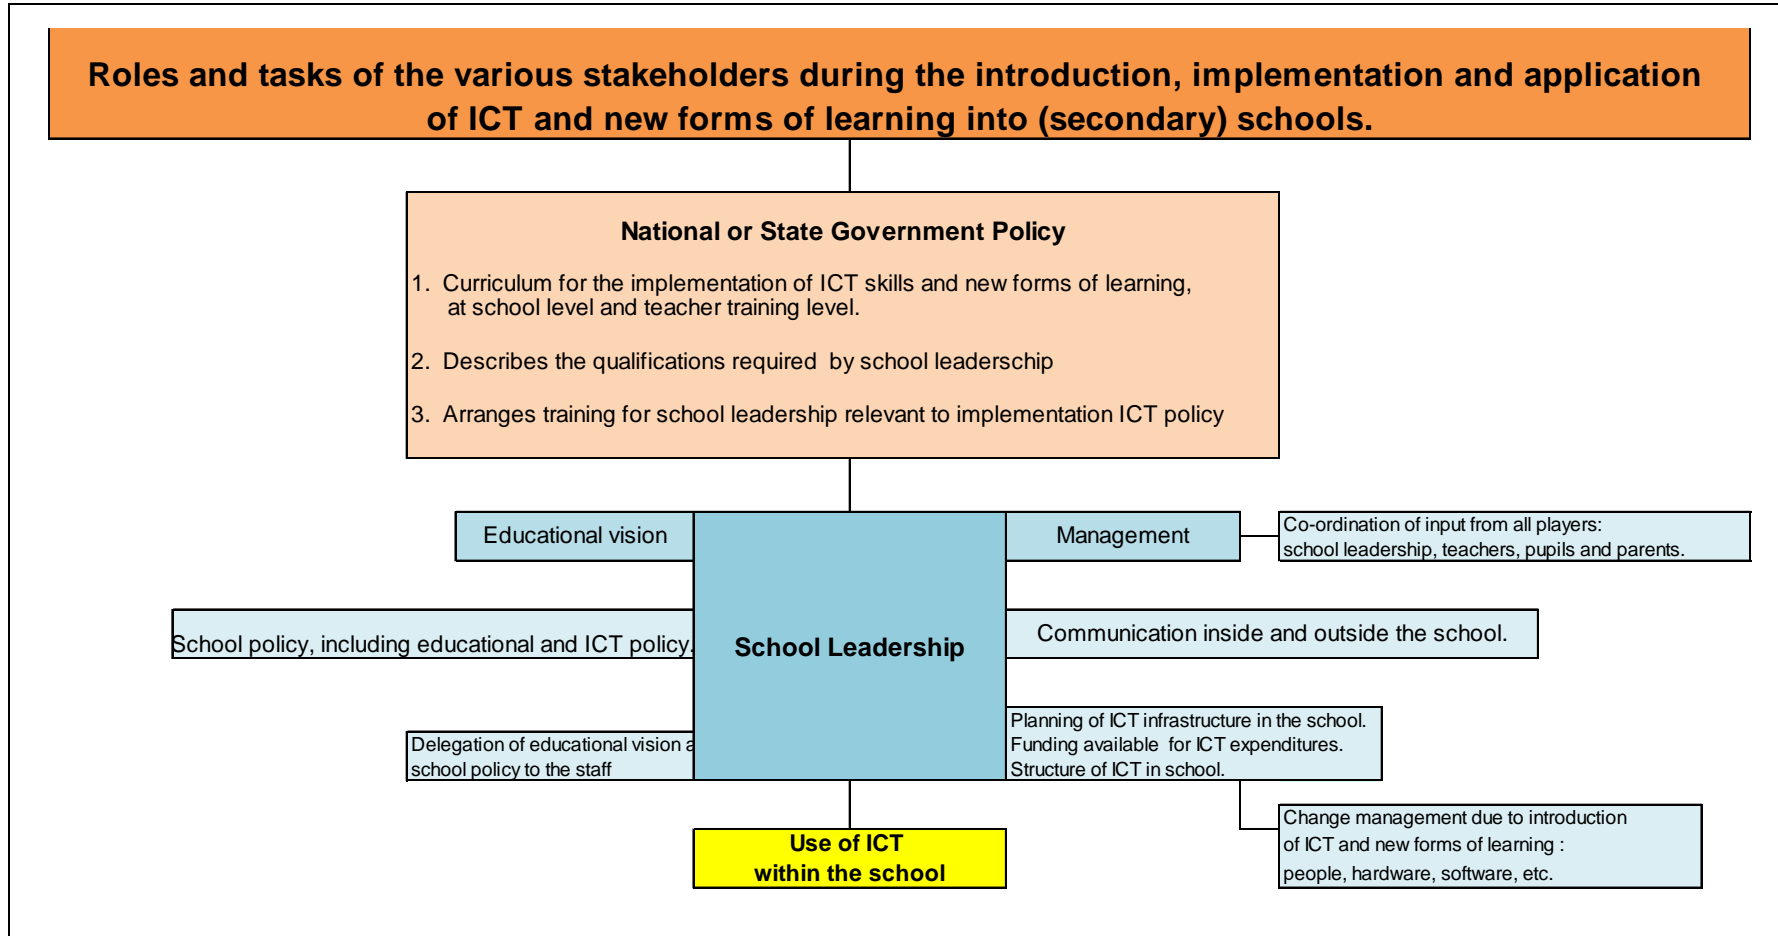 Roles and tasks of the various stakeholders during the introduction, implementation and application
of ICT and new forms of learning into (secondary) schools.
National or State Government Policy
1. Curriculum for the implementation of ICT skills and new forms of learning,
at school level and teacher training level.
2. Describes the qualifications required by school leaderschip
3. Arranges training for school leadership relevant to implementation ICT policy
Educational vision
Management
Co-ordination of input from all players:
school leadership, teachers, pupils and parents.
School policy, including educational and ICT policy.
School Leadership
Communication inside and outside the school.
Delegation of educational vision
school policy to the staff
Planning of ICT infrastructure in the school.
Funding available for ICT expenditures.
Structure of ICT in school.
Use of ICT
within the school
Change management due to introduction
of ICT and new forms of learning :
people, hardware, software, etc.